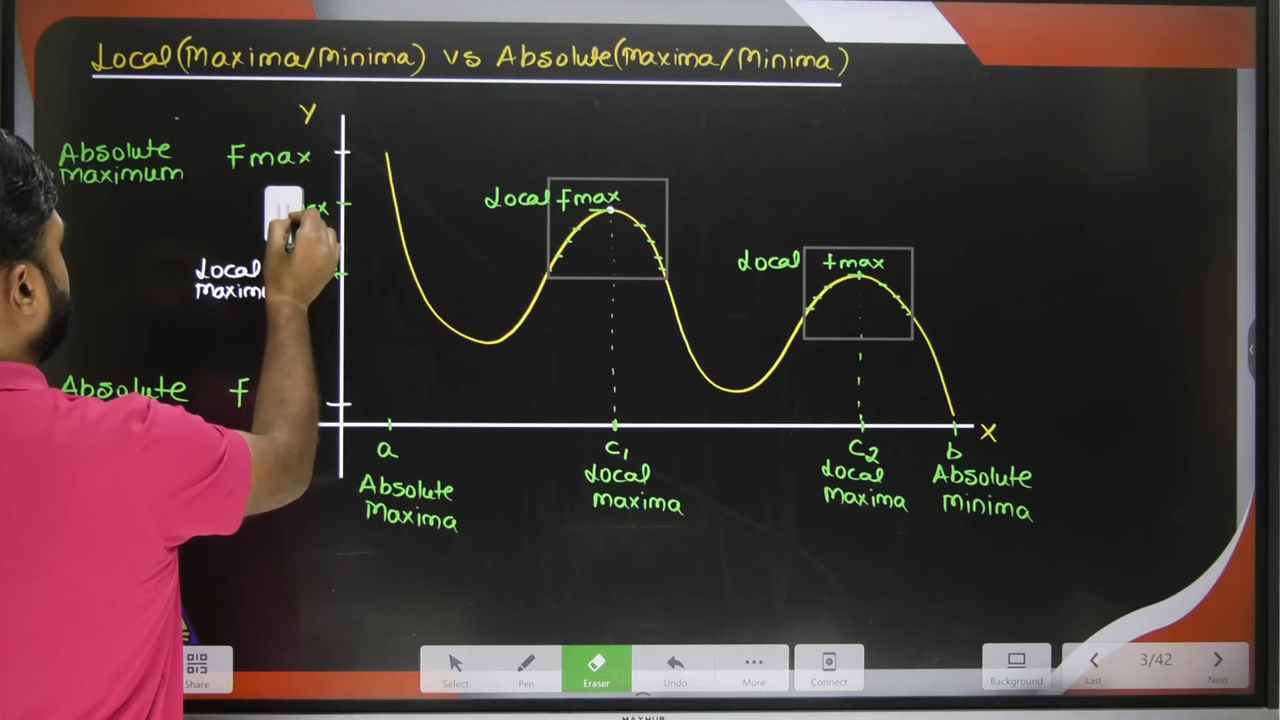 Local(Maxima/Minima) vs Absolute(Maxima/Minima)
Y
Absolute
Maximum
Fmax
Local Fmax
Local
Local fmax
Absolute f
X
a
C1
C2
b
Absolute
Maxima
Local
maxima
Local
Maxima
Absolute
Minima
Share
Select
Pen
Eraser
Undo
More
Connect
Background
Last
3/42
Next